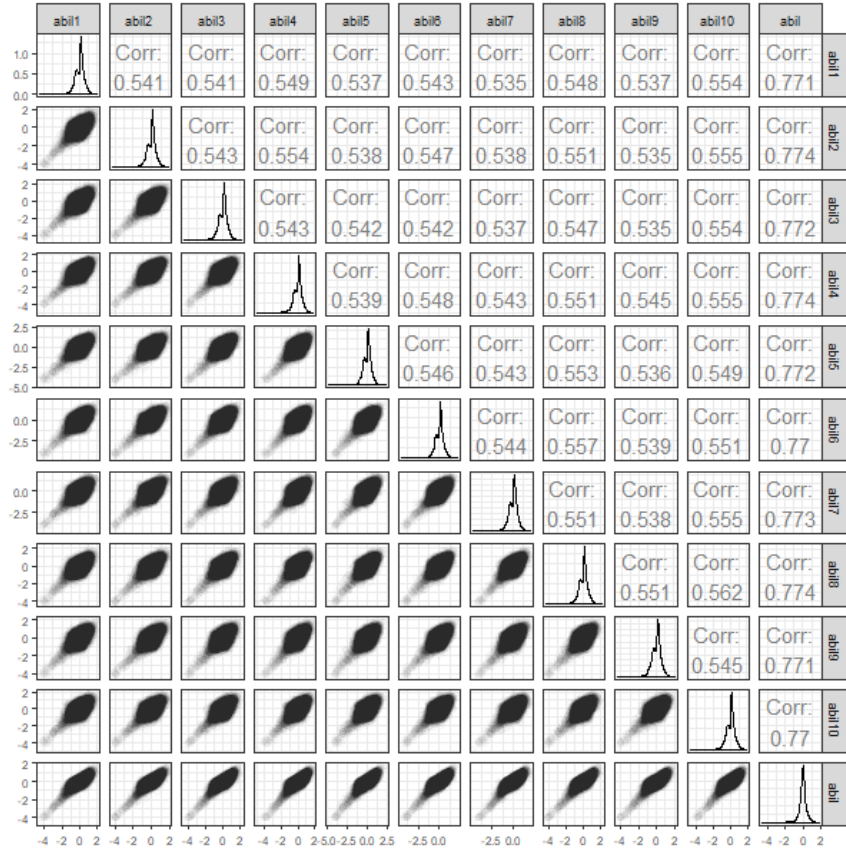 abil1 abil2 abil3 abil4 abil5 abil6 abil7 abil8 abil9 abil10 abil
1.0 0.5 0.0 Corr: 0.541 Corr: 0.541 Corr: 0.549 Corr: 0.537 Corr: 0.543 Corr: 0.535 Corr: 0.548 Corr: 0.537 Corr: 0.554 Corr: 0.771 abil1
2 0 -2 -4 Corr: 0.543 Corr: 0.554 Corr: 0.538 Corr: 0.547 Corr: 0.538 Corr: 0.551 Corr: 0.535 Corr: 0.555 Corr: 0.774 abil2
2 0 -2 -4 Corr: 0.543 Corr: 0.542 Corr: 0.542 Corr: 0.537 Corr: 0.547 Corr: 0.535 Corr: 0.554 Corr: 0.772 abil3
2 0 -2 -4 Corr: 0.539 Corr: 0.548 Corr: 0.543 Corr: 0.551 Corr: 0.545 Corr: 0.555 Corr: 0.774 abil4
2.5 0.0 -2.5 -5.0 Corr: 0.546 Corr: 0.543 Corr: 0.553 Corr: 0.536 Corr: 0.549 Corr: 0.772 abil5
0.0 -2.5 Corr: 0.544 Corr: 0.557 Corr: 0.539 Corr: 0.551 Corr: 0.77 abil6
0.0 -2.5 Corr: 0.551 Corr: 0.538 Corr: 0.555 Corr: 0.773 abil7
2 0 -2 -4 Corr: 0.551 Corr: 0.562 Corr: 0.774 abil8
2 0 -2 -4 Corr: 0.545 Corr: 0.771 abil9
2 0 -2 -4 Corr: 0.77 abil10
2 0 -2 -4 abil
-4 -2 0 2 -4 -2 0 2 -4 -2 0 2 -4 -2 0 2 -5.0 -2.5 0.0 2.5 -2.5 0.0 -2.5 0.0 -4 -2 0 2 -4 -2 0 2 -4 -2 0 2 -4 -2 0 2